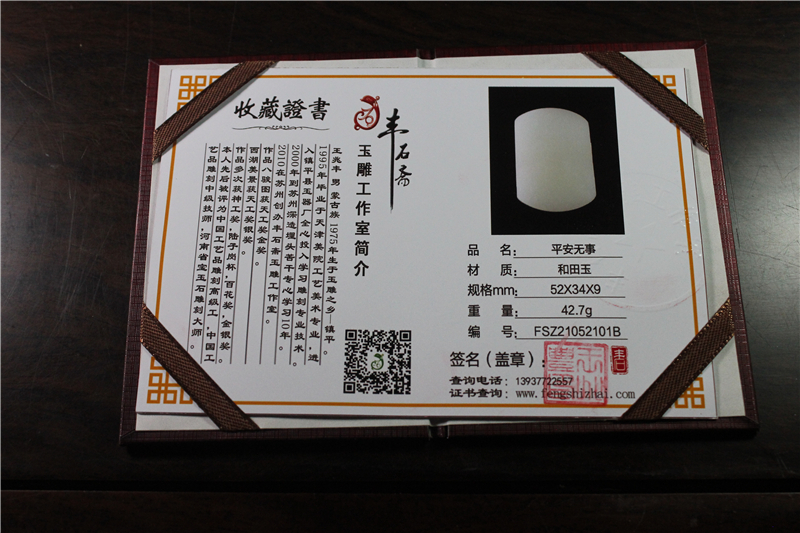 收藏證書
丰石斋
玉雕工作室简介
王兆丰 男 蒙古族 1975年生于玉雕之乡—镇平。
1995年毕业于天津美院工艺美术专业，进
入镇平县玉器厂全心投入学习雕刻专业技术。
2000年到苏州深造埋头苦干专心学习10年。
2010在苏州创办丰石斋玉雕工作室。
作品，骏图获天工奖金奖。
西湖美景获天工奖银奖。
作品多次获神工奖，陆子岗杯，百花奖，金银奖。
本人先后被评为中国工艺品雕刻高级工，中国工
艺品雕刻中级技师，河南省宝玉石雕刻大师。
品 名： 平安无事
材 质： 和田玉
规格mm： 52X34X9
重 量： 42.7g
编 号： FSZ21052101B
签名（盖章）：
查询电话：13937722557
证书查询：www.fengshizhai.com